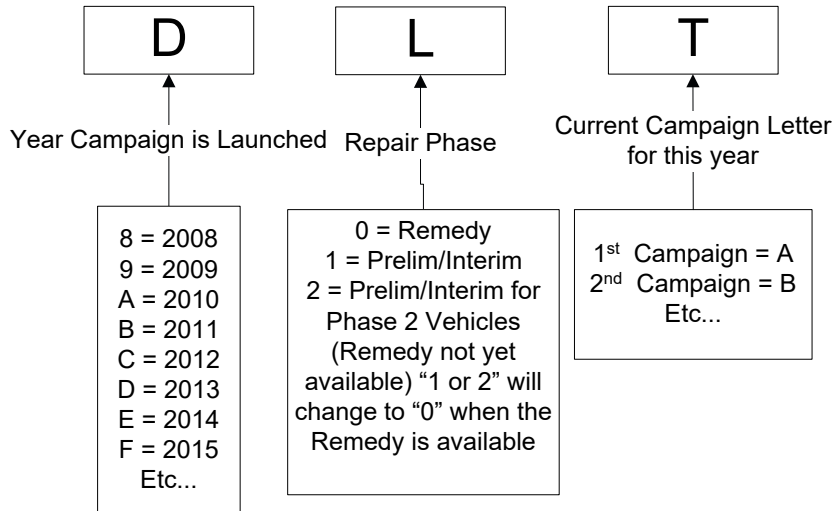 D
L
T
Year Campaign is Launched
Repair Phase
Current Campaign Letter
for this year
8 = 2008
9 = 2009
A = 2010
B = 2011
C = 2012
D = 2013
E = 2014
F = 2015
Etc...
0 = Remedy
1 = Prelim/Interim
2 = Prelim/Interim for
Phase 2 Vehicles
(Remedy not yet
available) “1 or 2” will
change to “0” when the
Remedy is available
1st Campaign = A
2nd Campaign = B
Etc...